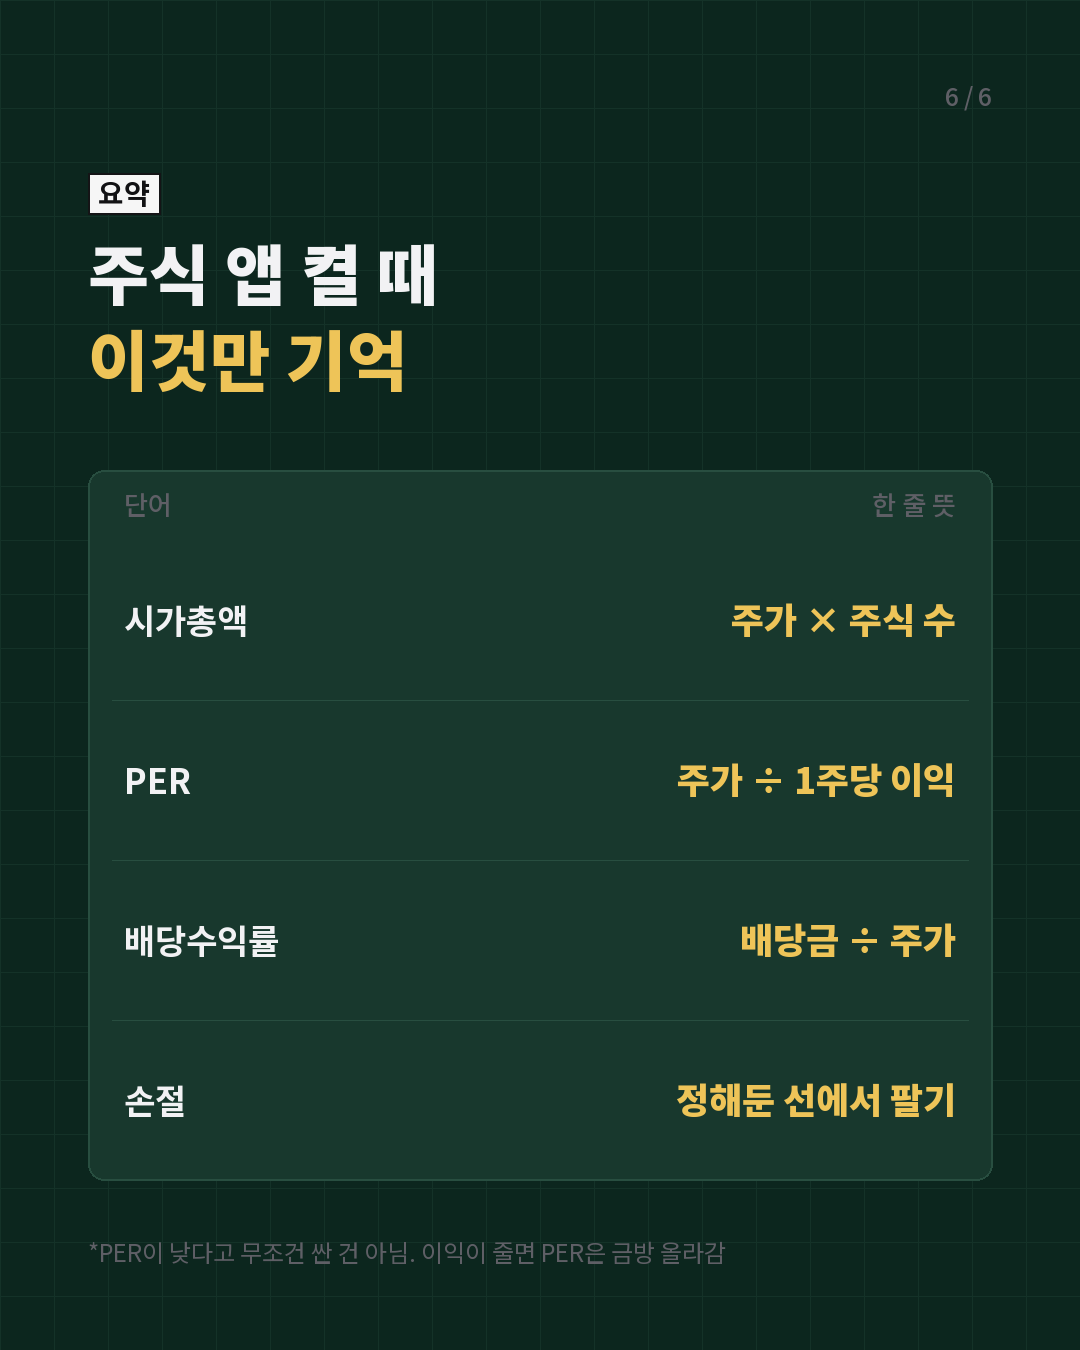 6 / 6
요약
주식 앱 켤 때
이것만 기억
단어 한 줄 뜻
시가총액 주가 × 주식 수
PER 주가 ÷ 1주당 이익
배당수익률 배당금 ÷ 주가
손절 정해둔 선에서 팔기
*PER이 낮다고 무조건 싼 건 아님. 이익이 줄면 PER은 금방 올라감